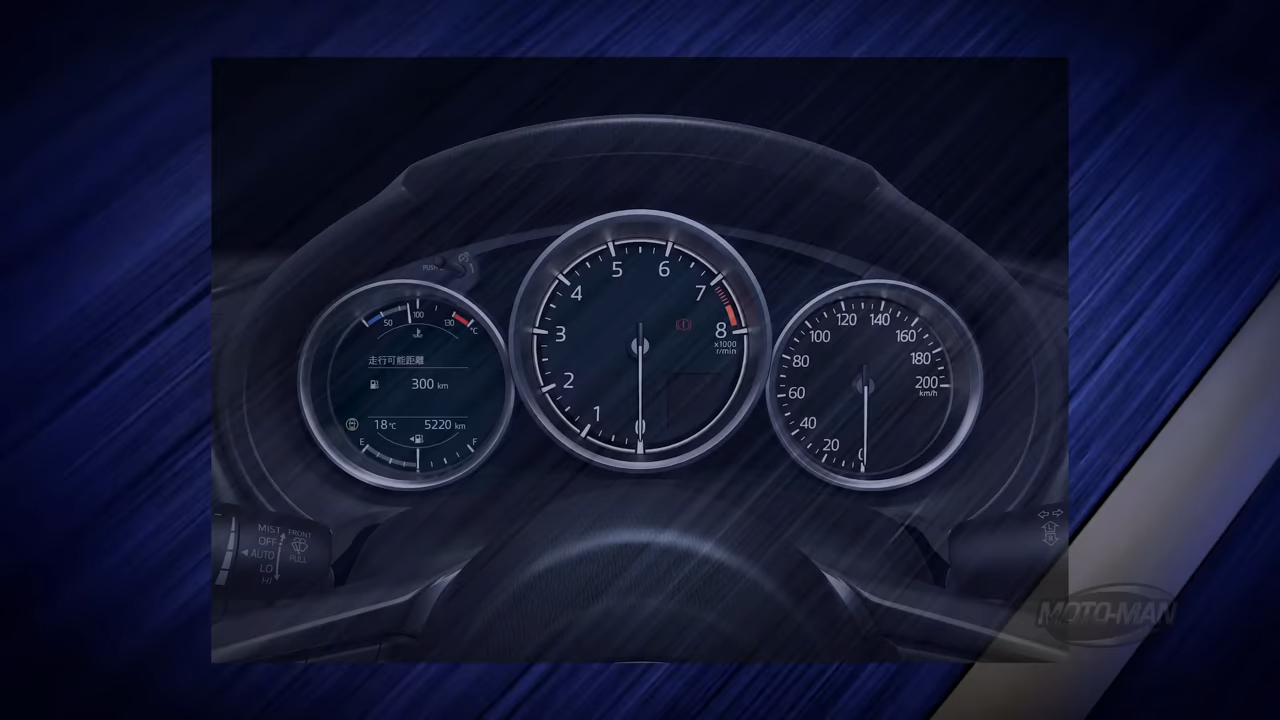 PUSH
50 100 130 °C
走行可能距離
300 km
18℃ 5220 km
E F
0 1 2 3 4 5 6 7 8
x1000
r/min
0 20 40 60 80 100 120 140 160 180 200
km/h
MIST
OFF
AUTO
LO
HI
FRONT
PULL
L
R
MOTO-MAN